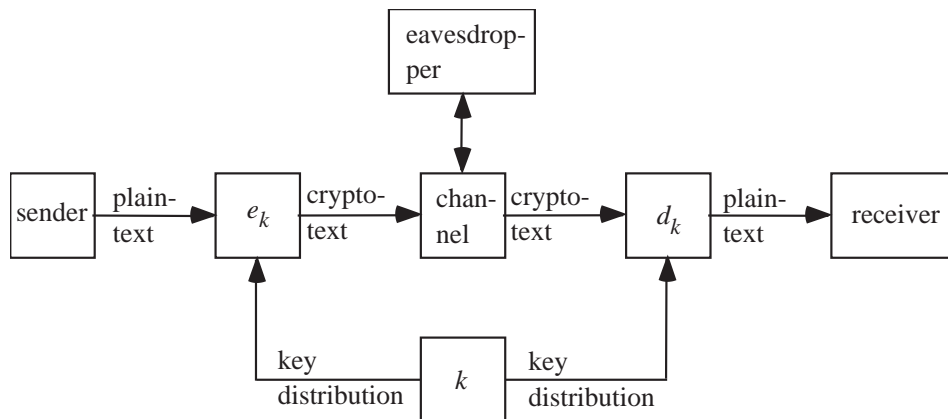 eavesdrop-
per
sender
plain-
text
e_k
crypto-
text
chan-
nel
crypto-
text
d_k
plain-
text
receiver
key
distribution
k
key
distribution